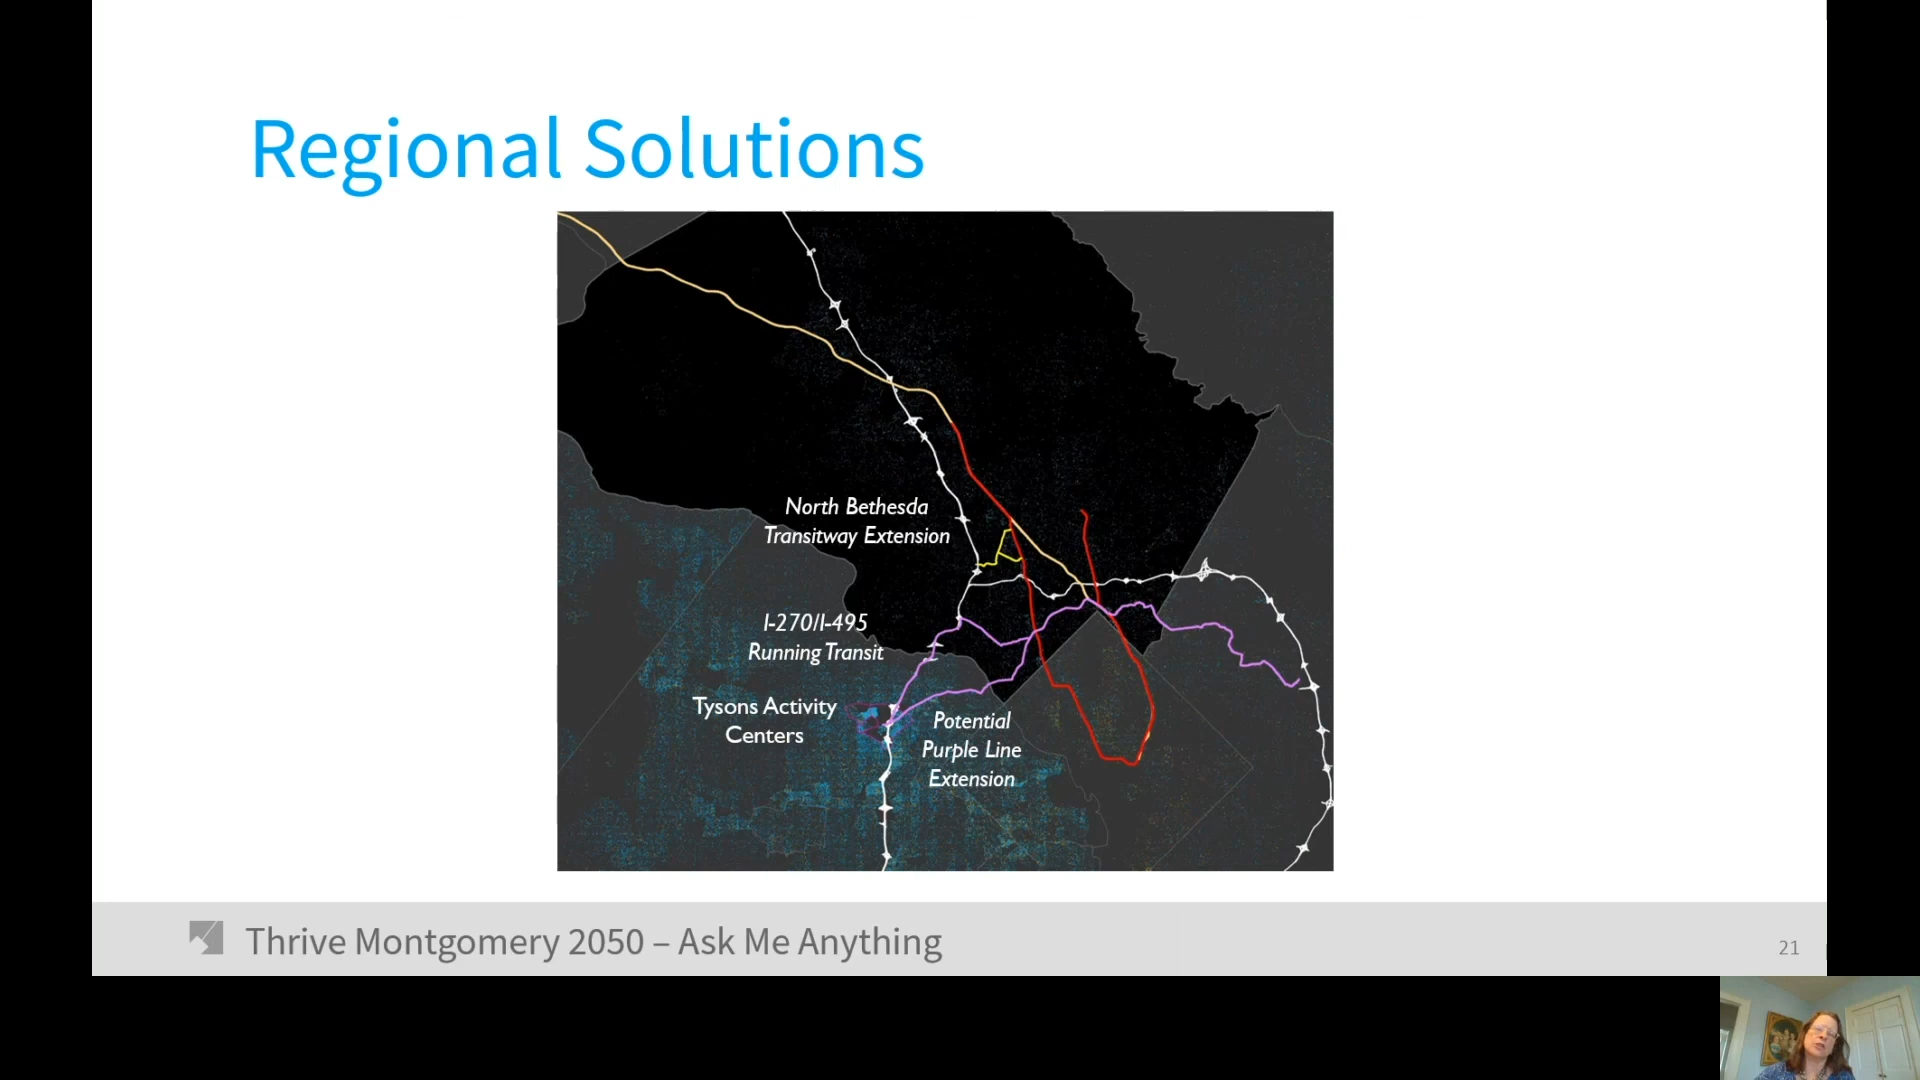 Regional Solutions
North Bethesda
Transitway Extension
I-270/I-495
Running Transit
Tysons Activity
Centers
Potential
Purple Line
Extension
Thrive Montgomery 2050 – Ask Me Anything
21